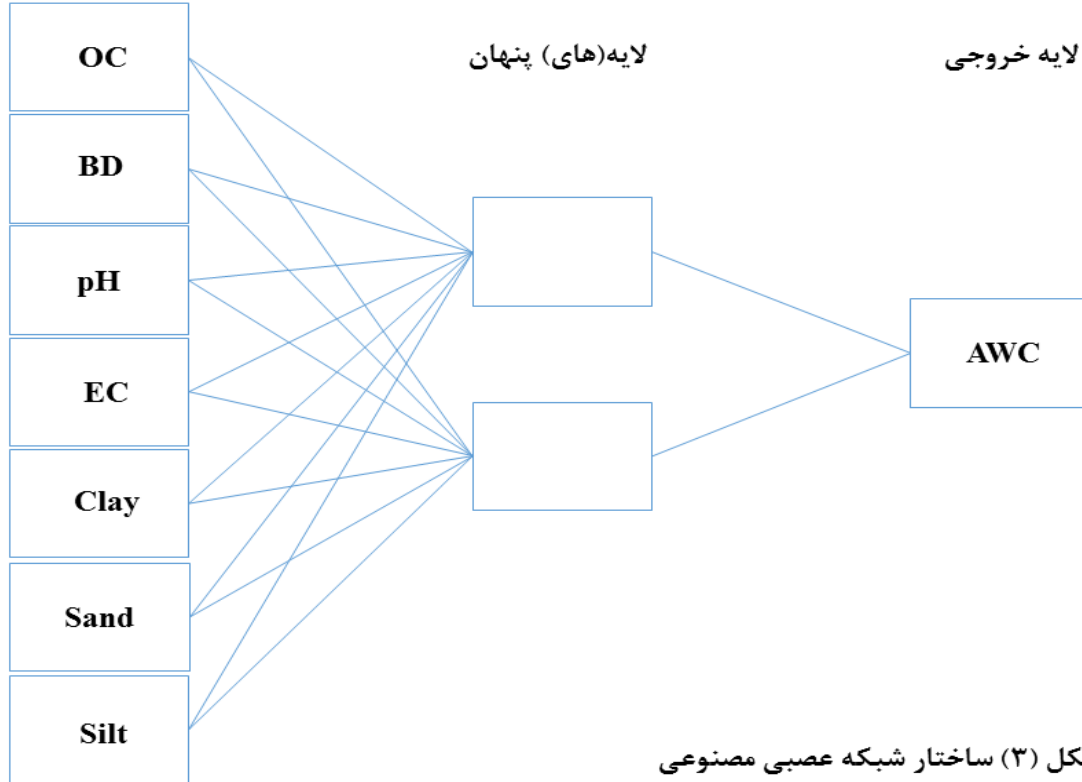 OC
لایه(های) پنهان
لایه خروجی
BD
pH
EC
AWC
Clay
Sand
Silt
کل (۳) ساختار شبکه عصبی مصنوعی